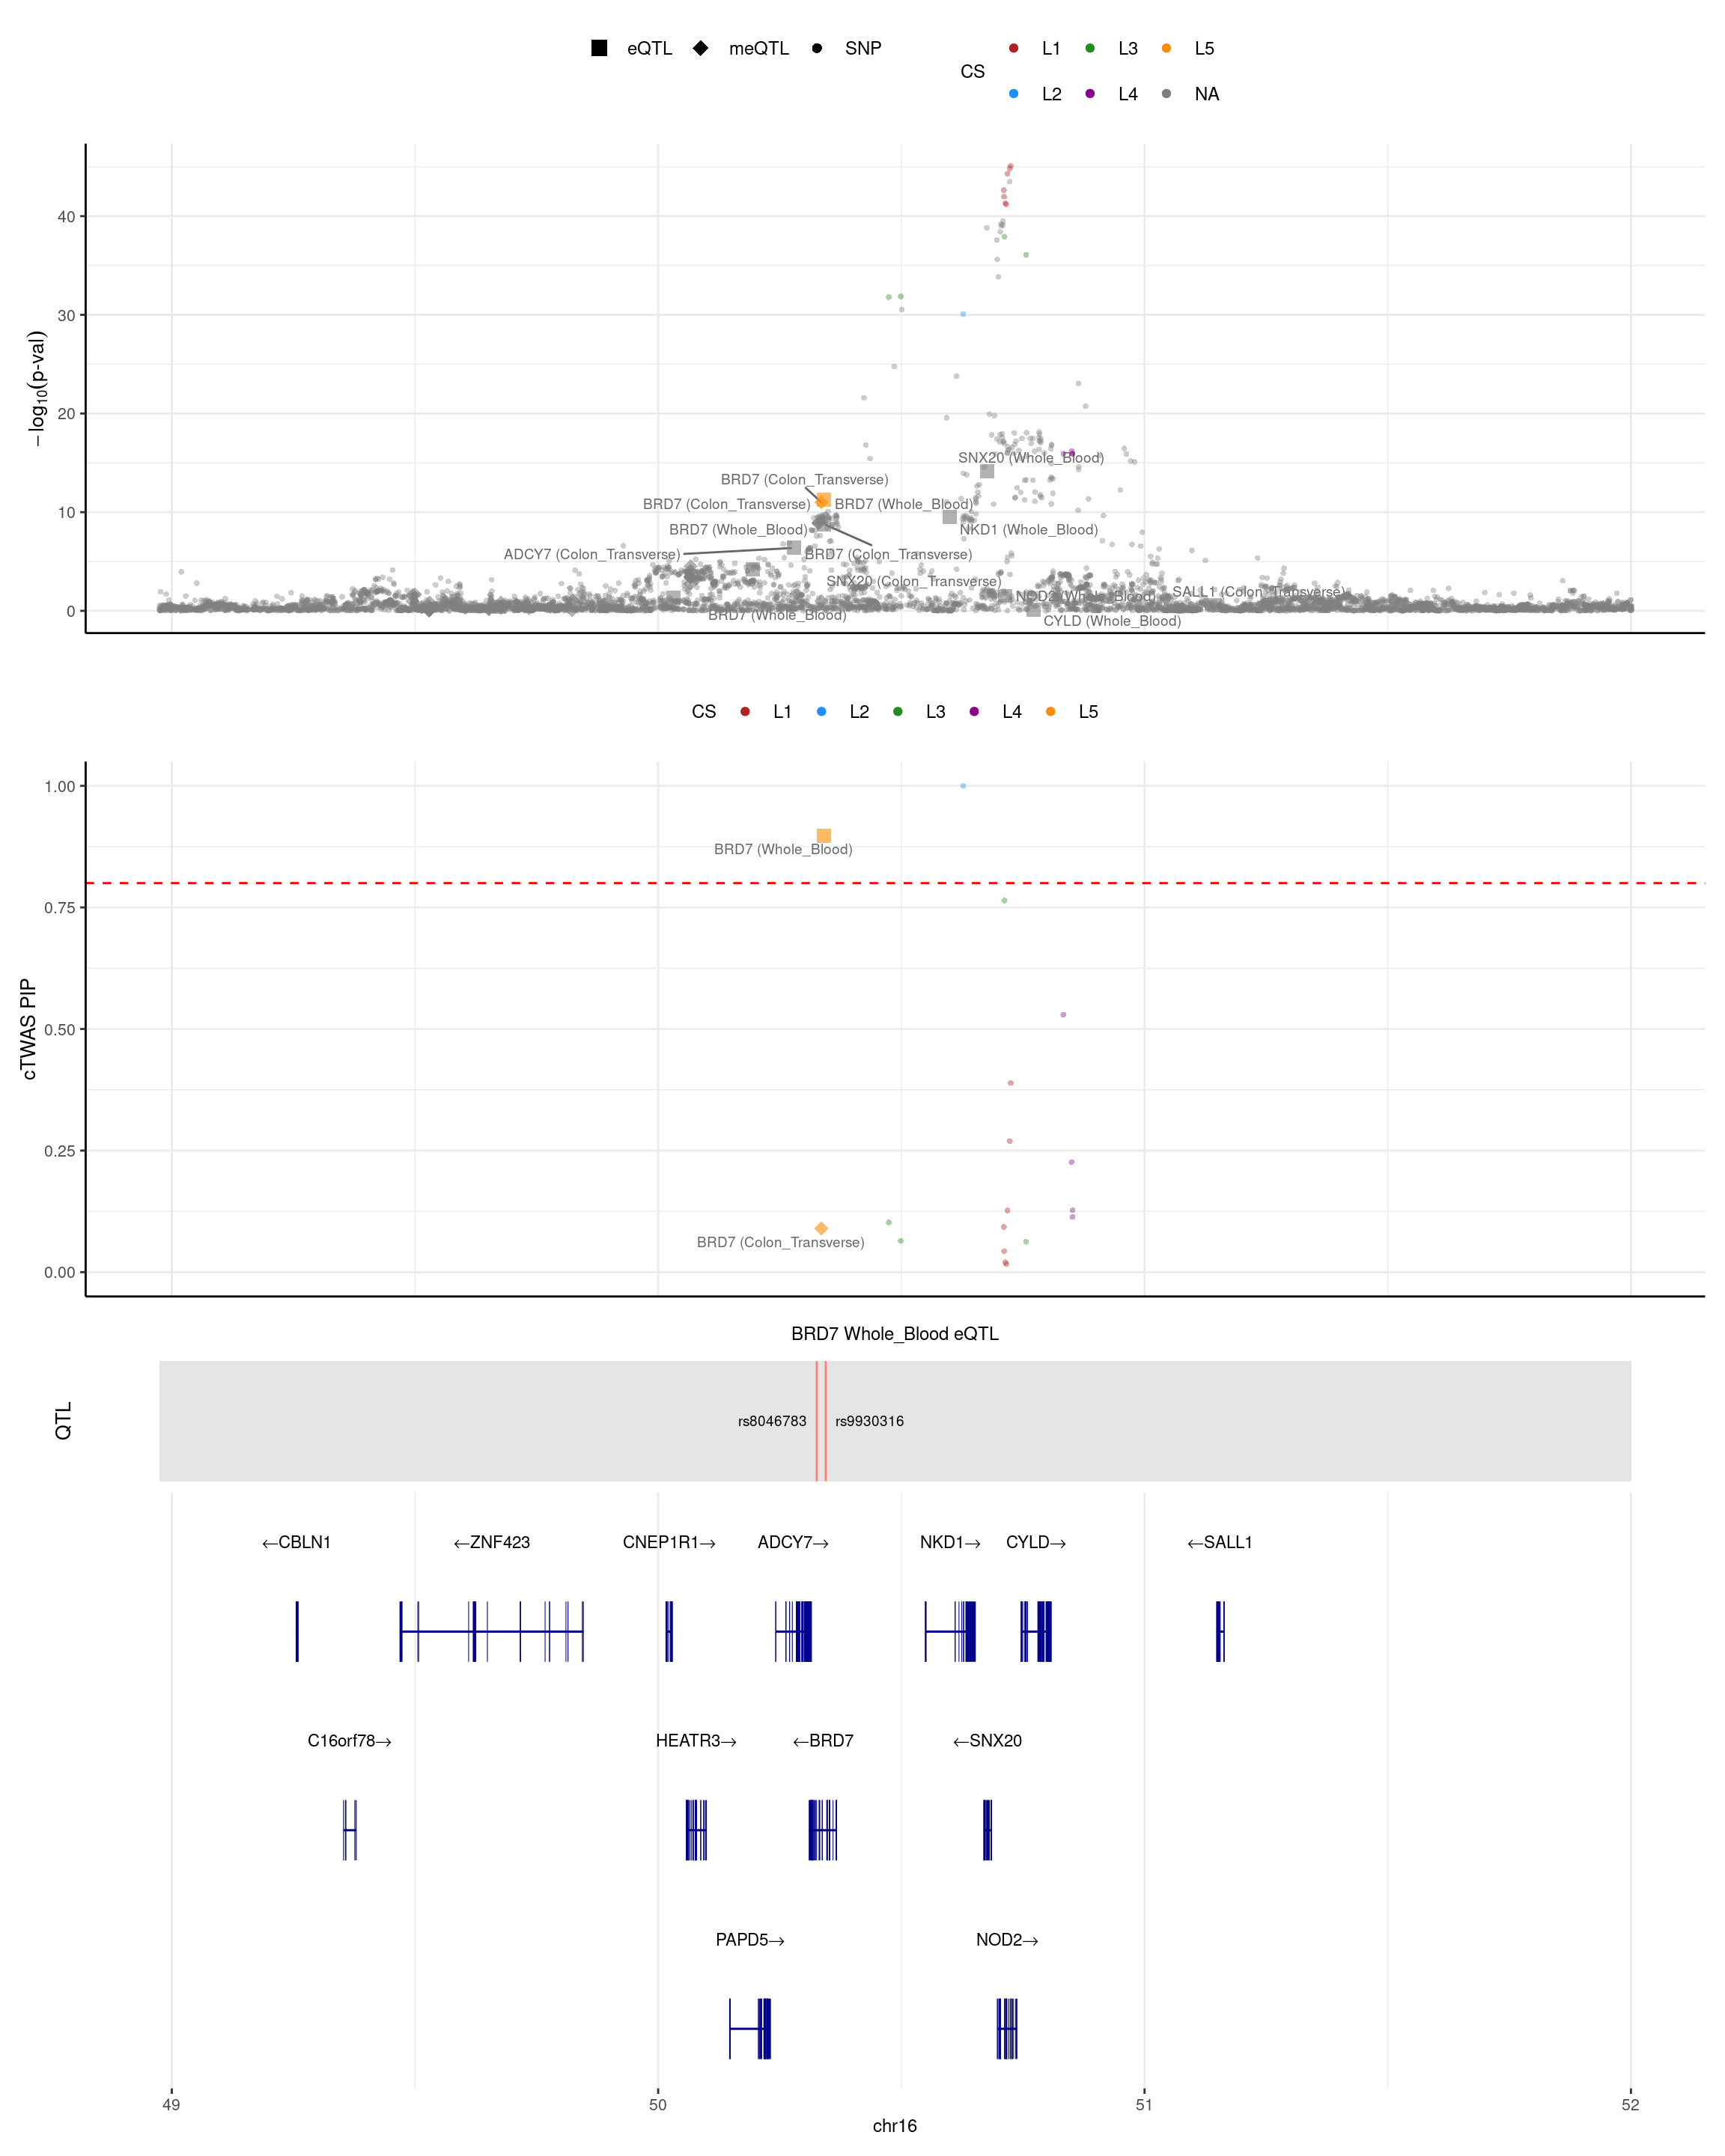 eQTL meQTL SNP
CS
L1 L3 L5
L2 L4 NA
−log10(p-val)
40
30
20
10
0
SNX20 (Whole_Blood)
BRD7 (Colon_Transverse)
BRD7 (Colon_Transverse) BRD7 (Whole_Blood)
BRD7 (Whole_Blood) NKD1 (Whole_Blood)
ADCY7 (Colon_Transverse) BRD7 (Colon_Transverse)
SNX20 (Colon_Transverse)
NOD2 (Whole_Blood) SALL1 (Colon_Transverse)
BRD7 (Whole_Blood) CYLD (Whole_Blood)
CS L1 L2 L3 L4 L5
cTWAS PIP
1.00
0.75
0.50
0.25
0.00
BRD7 (Whole_Blood)
BRD7 (Colon_Transverse)
BRD7 Whole_Blood eQTL
QTL
rs8046783 rs9930316
←CBLN1 ←ZNF423 CNEP1R1→ ADCY7→ NKD1→ CYLD→ ←SALL1
C16orf78→ HEATR3→ ←BRD7 ←SNX20
PAPD5→ NOD2→
49 50 51 52
chr16